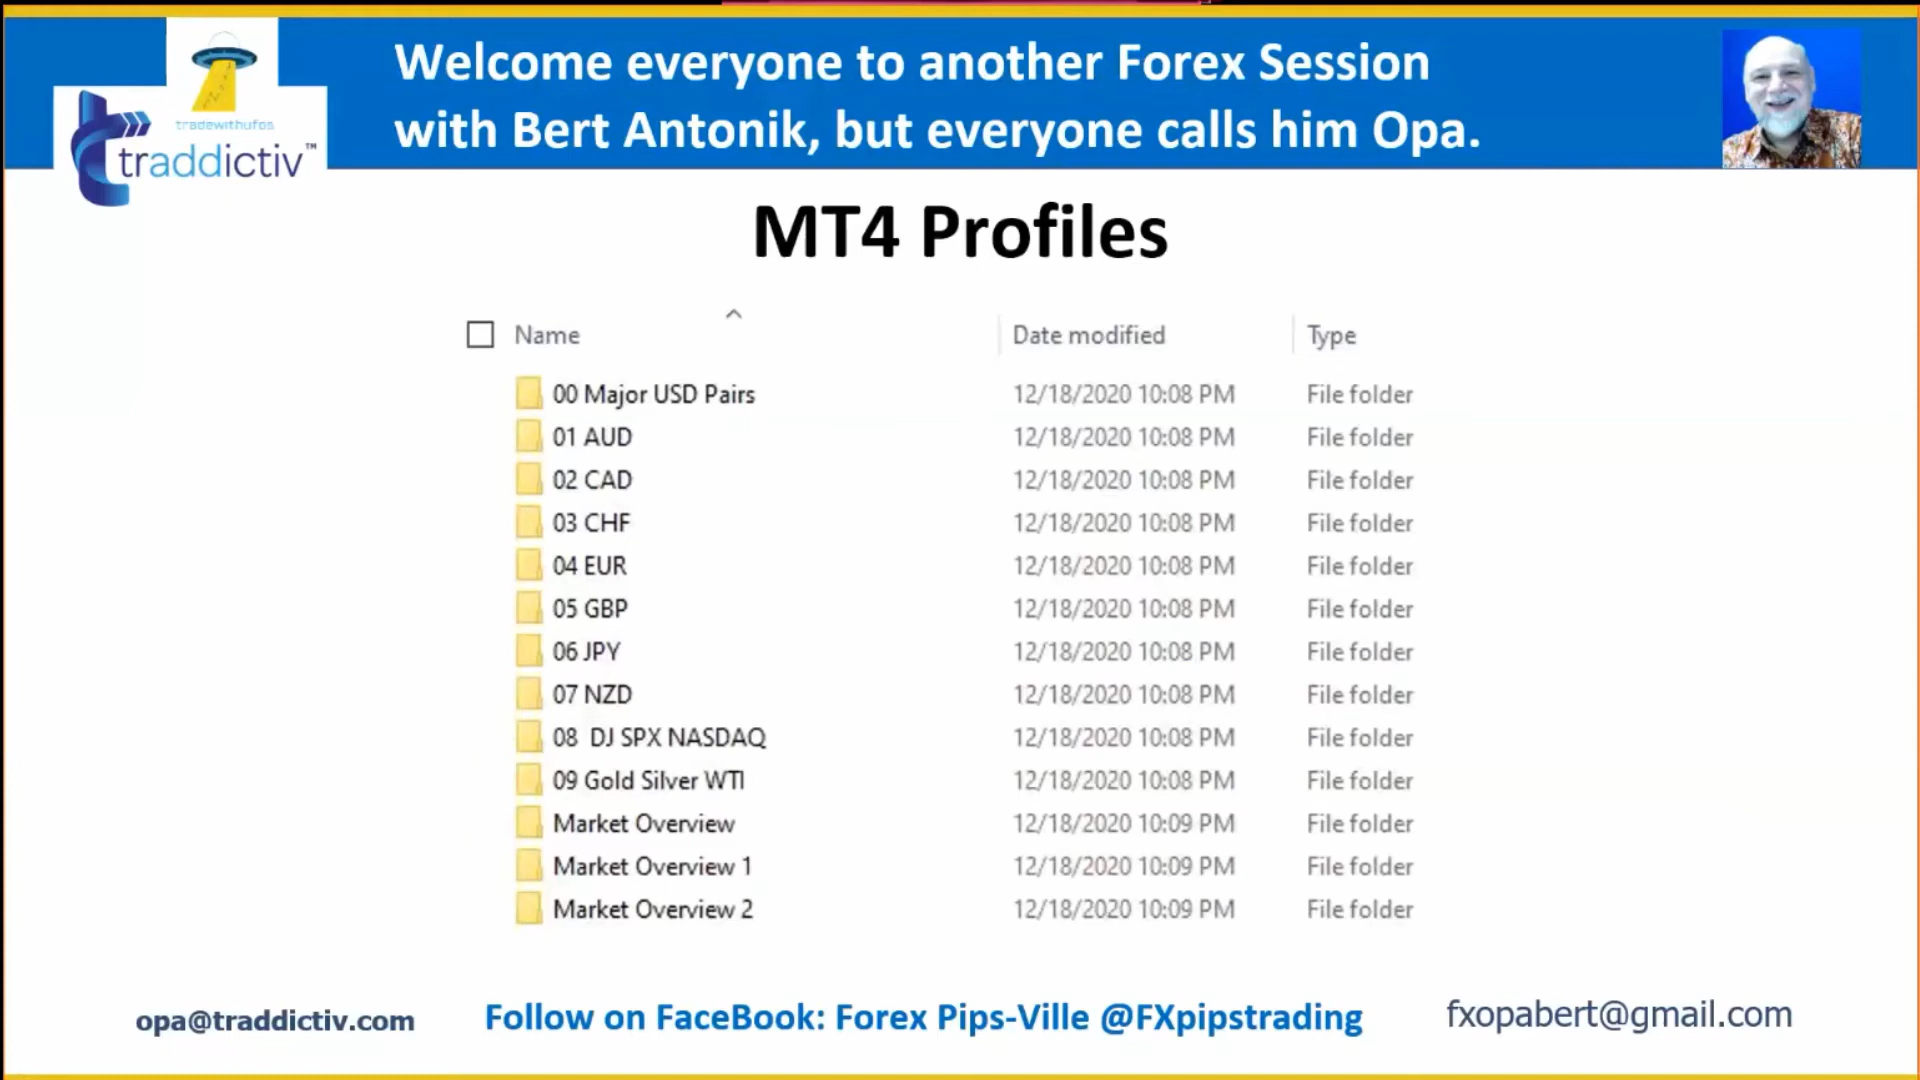 Welcome everyone to another Forex Session
with Bert Antonik, but everyone calls him Opa.
tradewithufos
traddictiv™
MT4 Profiles
Name Date modified Type
00 Major USD Pairs 12/18/2020 10:08 PM File folder
01 AUD 12/18/2020 10:08 PM File folder
02 CAD 12/18/2020 10:08 PM File folder
03 CHF 12/18/2020 10:08 PM File folder
04 EUR 12/18/2020 10:08 PM File folder
05 GBP 12/18/2020 10:08 PM File folder
06 JPY 12/18/2020 10:08 PM File folder
07 NZD 12/18/2020 10:08 PM File folder
08  DJ SPX NASDAQ 12/18/2020 10:08 PM File folder
09 Gold Silver WTI 12/18/2020 10:08 PM File folder
Market Overview 12/18/2020 10:09 PM File folder
Market Overview 1 12/18/2020 10:09 PM File folder
Market Overview 2 12/18/2020 10:09 PM File folder
opa@traddictiv.com Follow on FaceBook: Forex Pips-Ville @FXpipstrading fxopabert@gmail.com